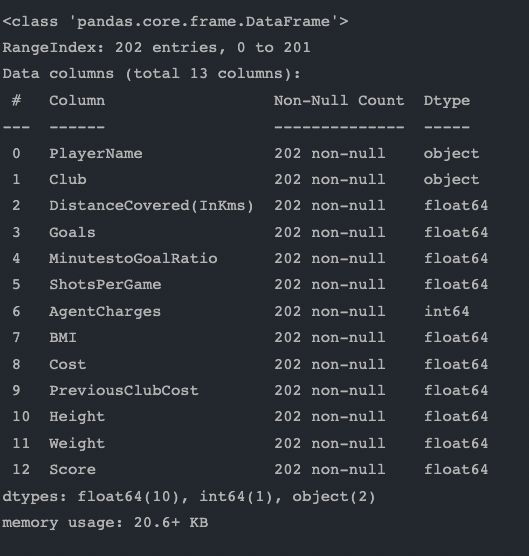 <class 'pandas.core.frame.DataFrame'>
RangeIndex: 202 entries, 0 to 201
Data columns (total 13 columns):
 #   Column                 Non-Null Count  Dtype
---  ------                 --------------  -----
 0   PlayerName             202 non-null    object
 1   Club                   202 non-null    object
 2   DistanceCovered(InKms) 202 non-null    float64
 3   Goals                  202 non-null    float64
 4   MinutestoGoalRatio     202 non-null    float64
 5   ShotsPerGame           202 non-null    float64
 6   AgentCharges           202 non-null    int64
 7   BMI                    202 non-null    float64
 8   Cost                   202 non-null    float64
 9   PreviousClubCost       202 non-null    float64
 10  Height                 202 non-null    float64
 11  Weight                 202 non-null    float64
 12  Score                  202 non-null    float64
dtypes: float64(10), int64(1), object(2)
memory usage: 20.6+ KB